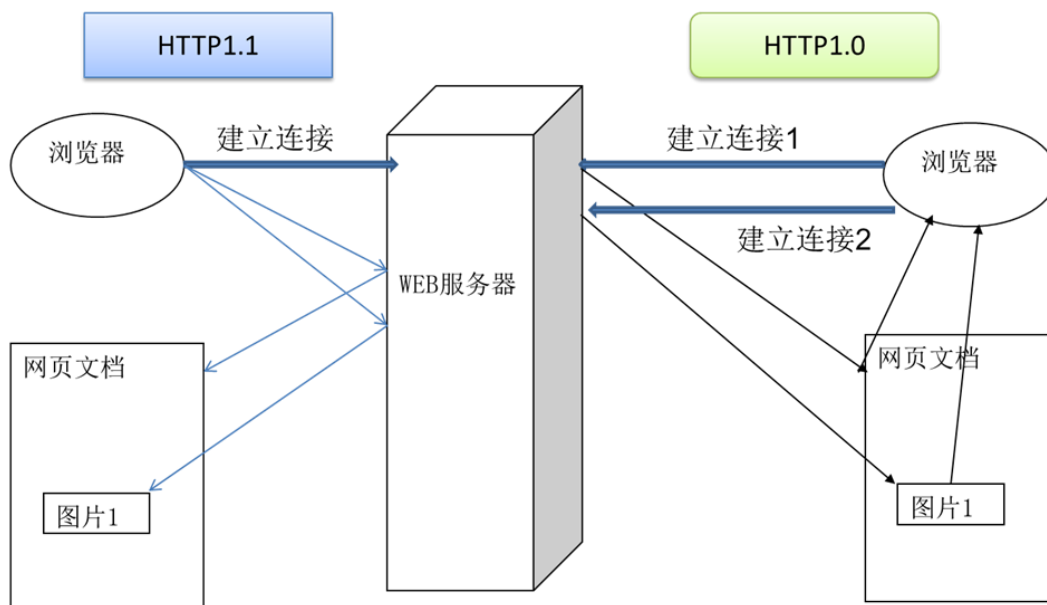 HTTP1.1
HTTP1.0
浏览器
建立连接
建立连接1
浏览器
建立连接2
WEB服务器
网页文档
网页文档
图片1
图片1